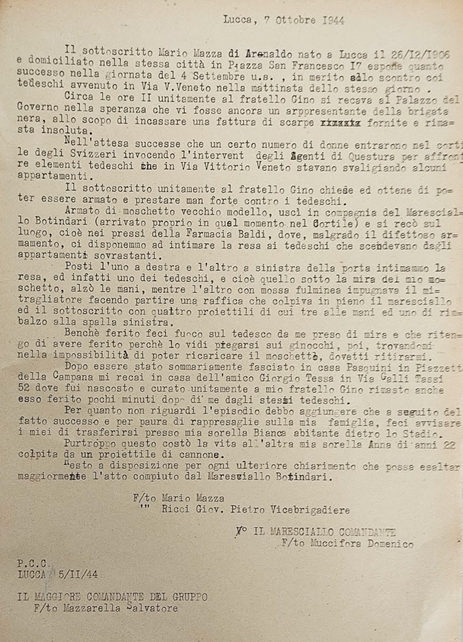 Lucca, 7 Ottobre 1944
Il sottoscritto Mario Mazza di Arnaldo nato a Lucca il 26/12/1906
e domiciliato nella stessa città in Piazza San Francesco I7 espone quanto
successo nella giornata del 4 Settembre u.s. , in merito allo scontro coi
tedeschi avvenuto in Via V.Veneto nella mattinata dello stesso giorno .
Circa le ore II unitamente al fratello Gino si recava al Palazzo del
Governo nella speranza che vi fosse ancora un arppresentante della brigata
nera, allo scopo di incassare una fattura di scarpe fornite e rima=
sta insoluta.
Nell'attesa successe che un certo numero di donne entrarono nel corti
le degli Svizzeri invocendo l'intervent degli Agenti di Questura per affron
re elementi tedeschi che in Via Vittorio Veneto stavano svaligiando alcuni
appartamenti.
Il sottoscritto unitamente al fratello Gino chiese ed ottene di po=
ter essere armato e prestare man forte contro i tedeschi.
Armato di moschetto vecchio modello, uscì in compagnia del Marescial=
lo Botindari (arrivato proprio in quel momento nel Cortile) e si recò sul
luogo, cioè nei pressi della Farmacia Baldi, dove, malgrado il difettoso ar=
mamento, ci disponemmo ad intimare la resa ai tedeschi che scendevano dagli
appartamenti sovrastanti.
Posti l'uno a destra e l'altro a sinistra della porta intimammo la
resa, ed infatti uno dei tedeschi, e cioè quello sotto la mira del mio mo=
schetto, alzò le mani, mentre l'altro con mossa fulminea impugnava il mi=
tragliatore facendo partire una raffica che colpiva in pieno il maresciallo
ed il sottoscritto con quattro proiettili di cui tre alle mani ed uno di rim=
balzo alla spalla sinistra.
Benchè ferito feci fuoco sul tedesco da me preso di mira e che riten=
go di avere ferito perchè lo vidi piegarsi sui ginocchi, poi, trovandomi
nella impossibilità di poter ricaricare il moschetto, dovetti ritirarmi.
Dopo essere stato sommariamente fasciato in casa Pasquini in Piazzett
della Campana mi recai in casa dell'amico Giorgio Tessa in Via Galli Tassi
52 dove fui nascosto e curato unitamente a mio fratello Gino rimasto anche
esso ferito pochi minuti dopo di me dagli stessi tedeschi.
Per quanto non riguardi l'episodio debbo aggiungere che a seguito del
fatto successo e per paura di rappresaglie sulla mia famiglia, feci avvisare
i miei di trasferirsi presso mia sorella Bianca abitante dietro lo Stadio.
Purtroppo questo costò la vita all'altra mia sorella Anna di anni 22
colpita da un proiettile di cannone.
Resto a disposizione per ogni ulteriore chiarimento che possa esaltar
maggiormente l'atto compiuto dal Maresciallo Botindari.
F/to Mario Mazza
"" Ricci Giov. Pietro Vicebrigadiere
V° IL MARESCIALLO COMANDANTE
F/to Muccifora Domenico
P.C.C.
LUCCA 5/II/44
IL MAGGIORE COMANDANTE DEL GRUPPO
F/to Mazzarella Salvatore